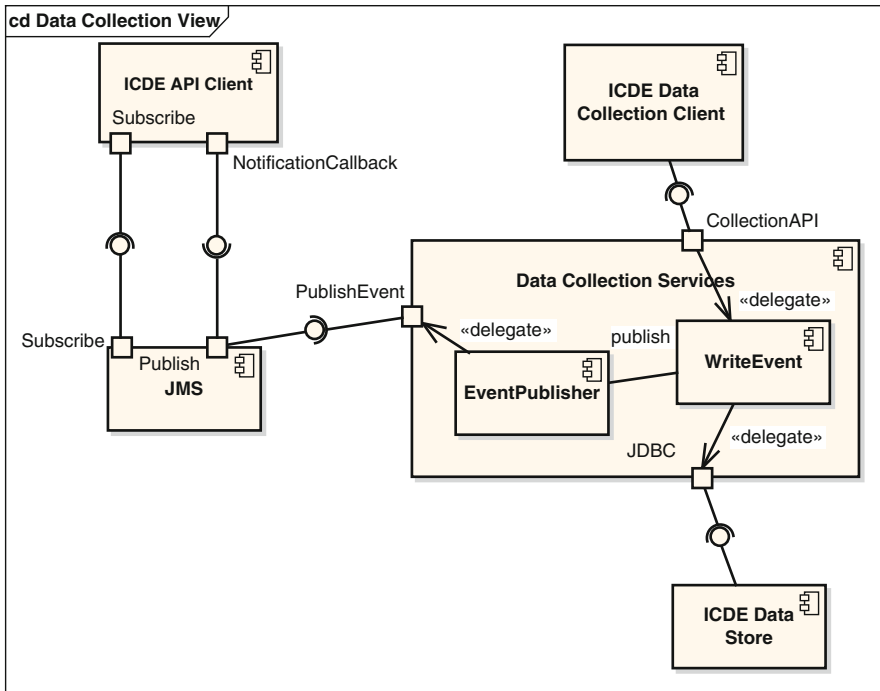 cd Data Collection View
ICDE API Client
Subscribe
NotificationCallback
ICDE Data
Collection Client
CollectionAPI
Data Collection Services
«delegate»
PublishEvent
«delegate»
publish
WriteEvent
EventPublisher
Subscribe
Publish
JMS
JDBC
«delegate»
ICDE Data
Store